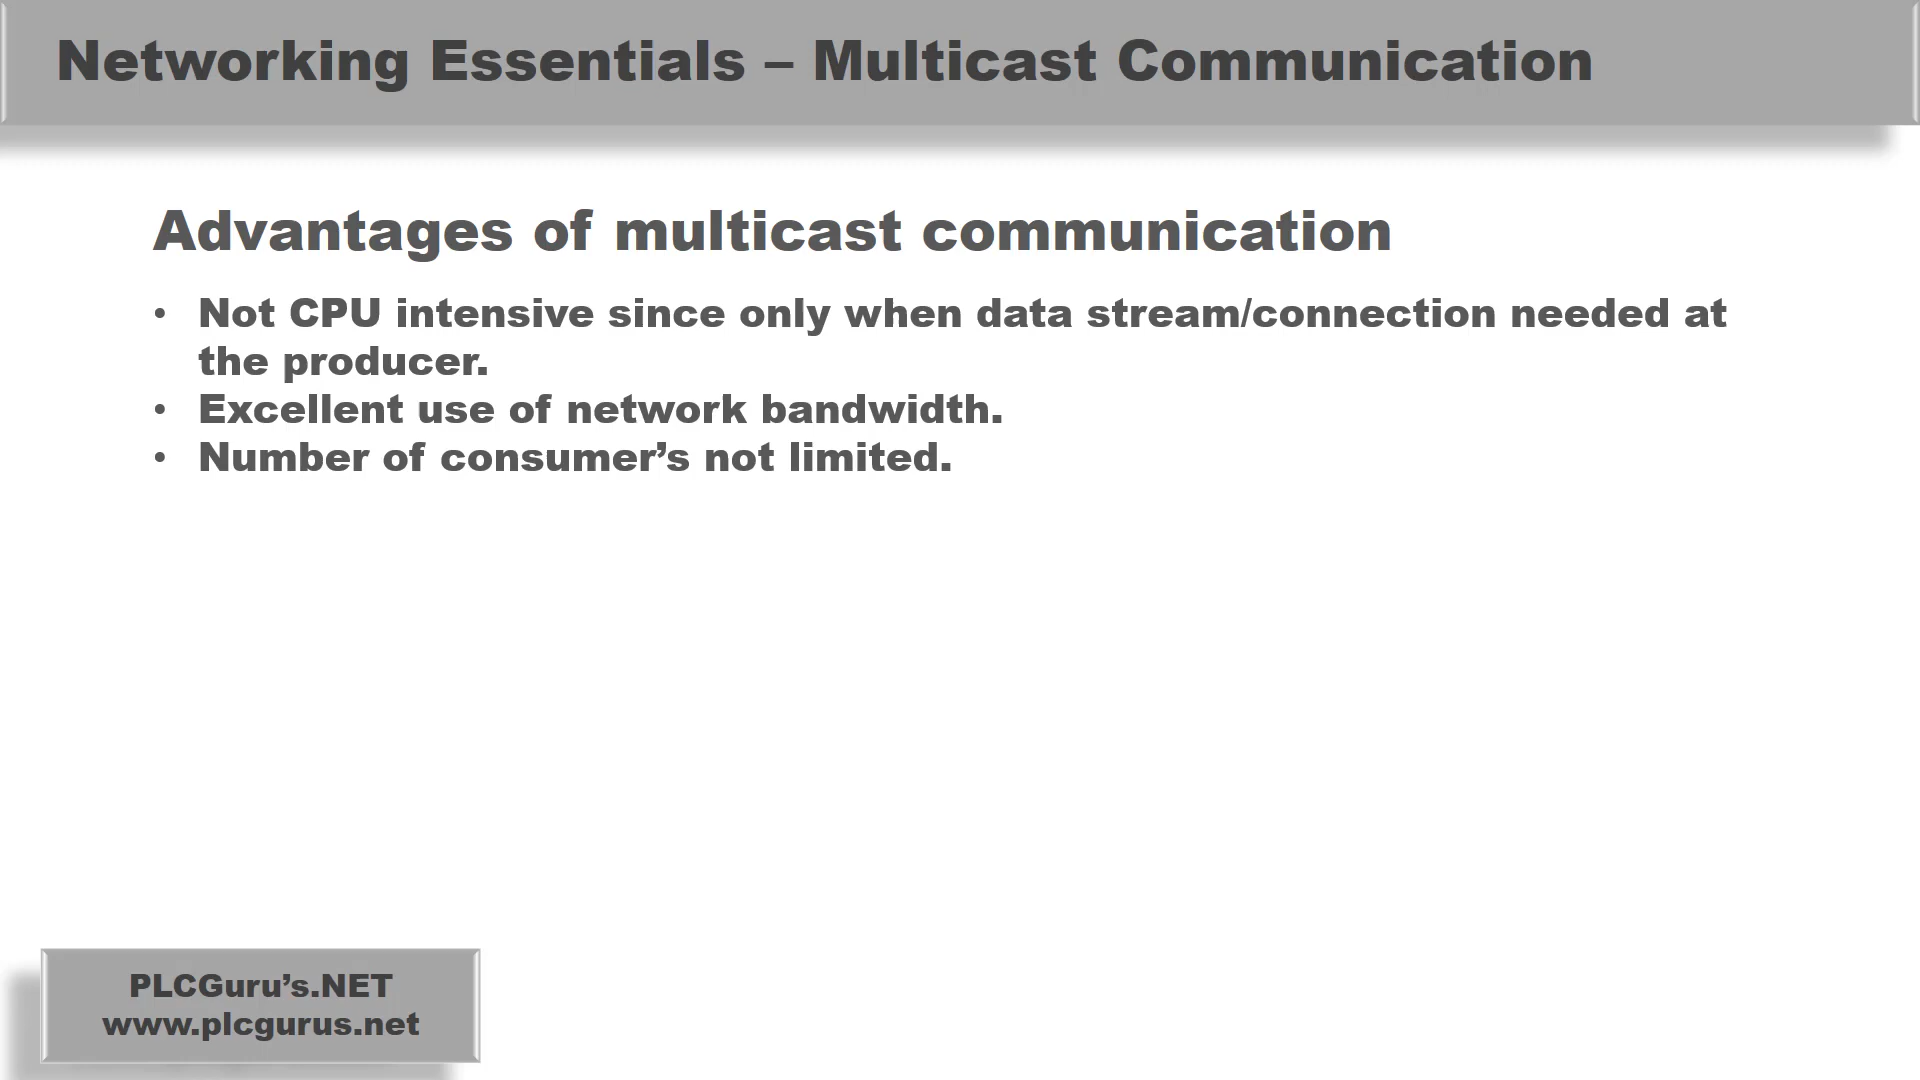 Networking Essentials – Multicast Communication
Advantages of multicast communication
• Not CPU intensive since only when data stream/connection needed at
the producer.
• Excellent use of network bandwidth.
• Number of consumer’s not limited.
PLCGuru’s.NET
www.plcgurus.net